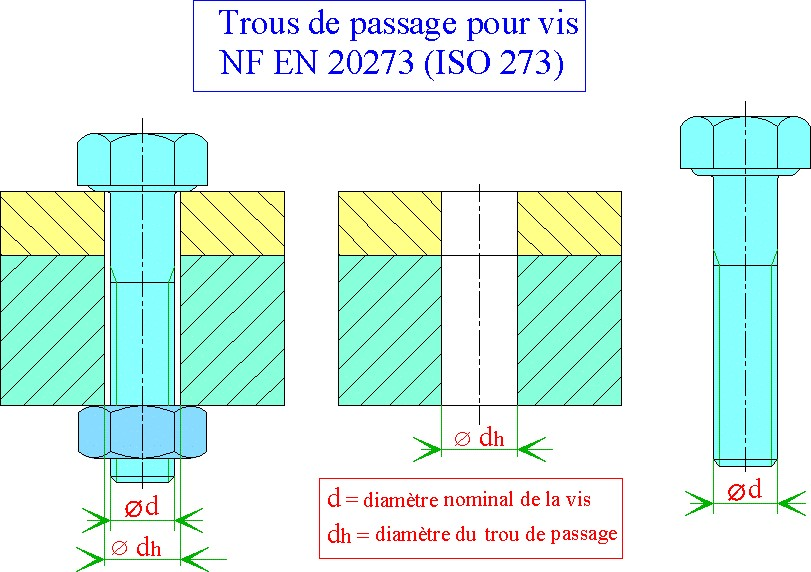 Trous de passage pour vis
NF EN 20273 (ISO 273)
⌀ dh
d = diamètre nominal de la vis
dh = diamètre du trou de passage
⌀d
⌀ dh
⌀d